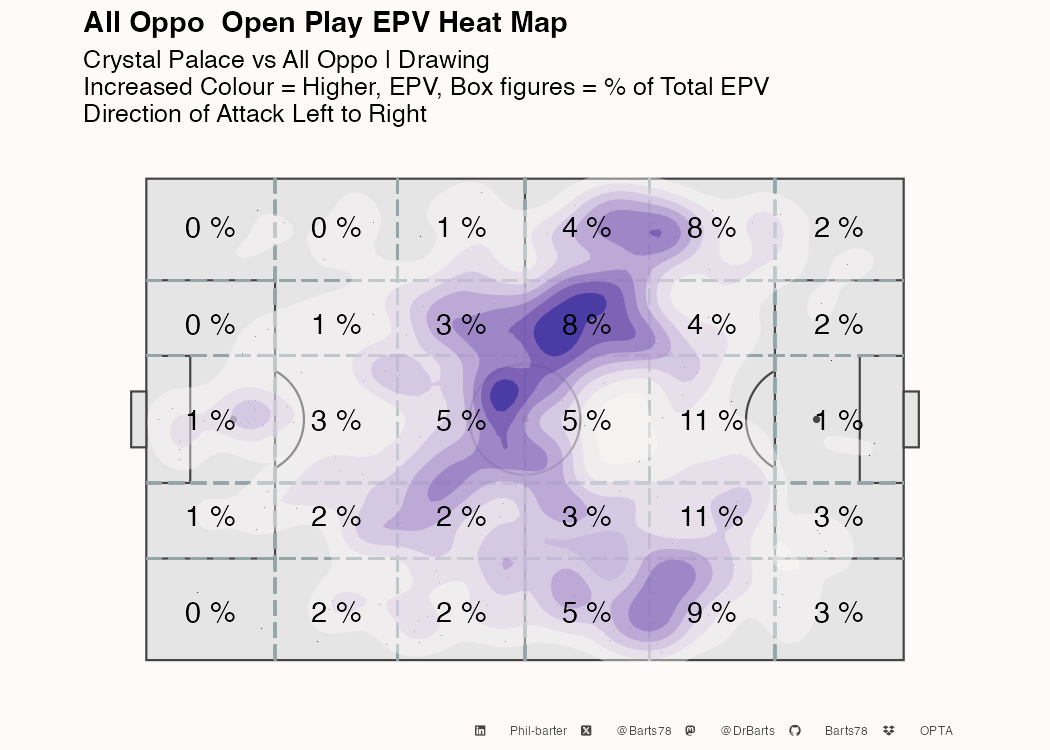 All Oppo  Open Play EPV Heat Map
Crystal Palace vs All Oppo | Drawing
Increased Colour = Higher, EPV, Box figures = % of Total EPV
Direction of Attack Left to Right
0 % 0 % 1 % 4 % 8 % 2 %
0 % 1 % 3 % 8 % 4 % 2 %
1 % 3 % 5 % 5 % 11 % 1 %
1 % 2 % 2 % 3 % 11 % 3 %
0 % 2 % 2 % 5 % 9 % 3 %
Phil-barter @Barts78 @DrBarts Barts78 OPTA